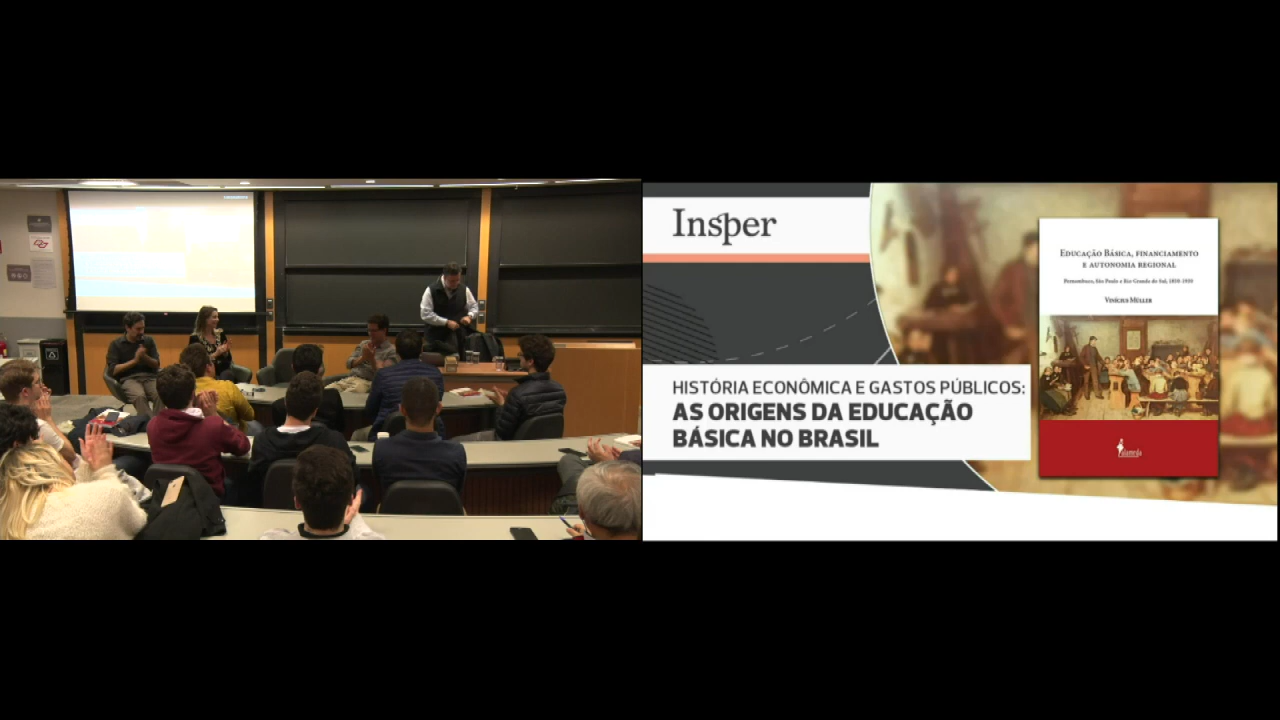 Insper
HISTÓRIA ECONÔMICA E GASTOS PÚBLICOS:
AS ORIGENS DA EDUCAÇÃO
BÁSICA NO BRASIL
EDUCAÇÃO BÁSICA, FINANCIAMENTO
E AUTONOMIA REGIONAL
Pernambuco, São Paulo e Rio Grande do Sul, 1850-1930
VINÍCIUS MÜLLER
alameda